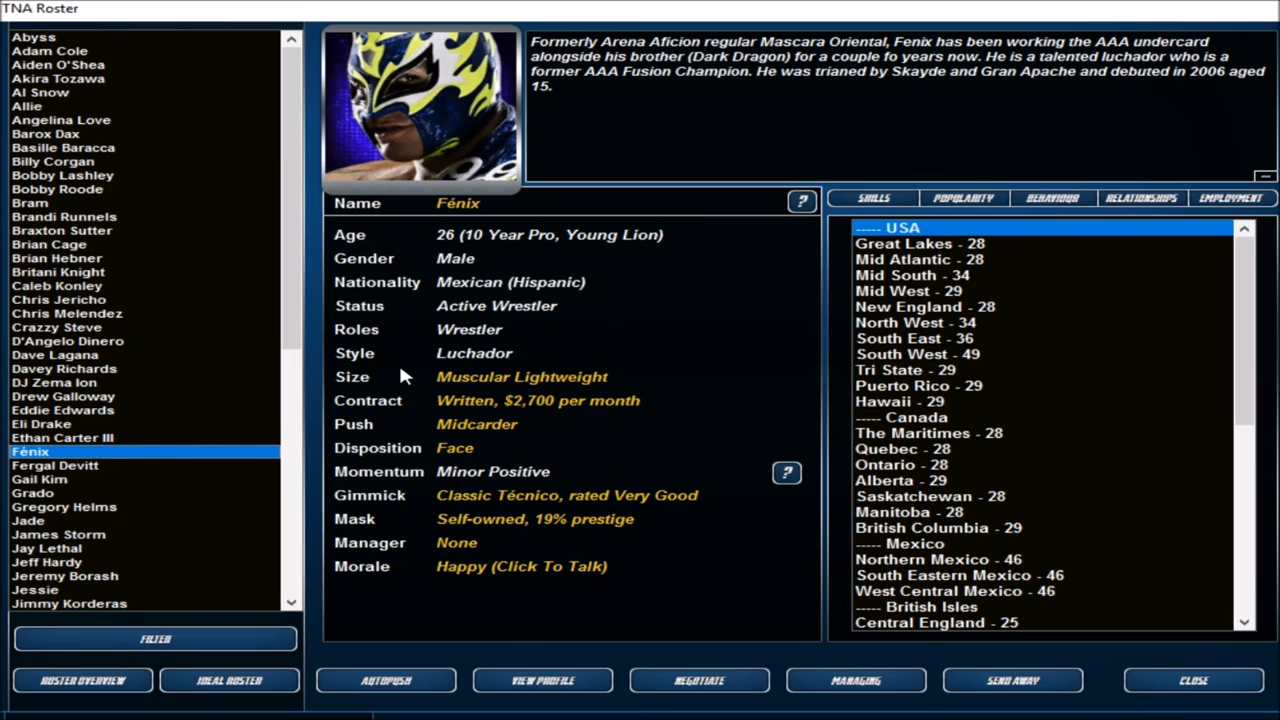 TNA Roster
Abyss
Adam Cole
Aiden O'Shea
Akira Tozawa
Al Snow
Allie
Angelina Love
Barox Dax
Basille Baracca
Billy Corgan
Bobby Lashley
Bobby Roode
Bram
Brandi Runnels
Braxton Sutter
Brian Cage
Brian Hebner
Britani Knight
Caleb Konley
Chris Jericho
Chris Melendez
Crazzy Steve
D'Angelo Dinero
Dave Lagana
Davey Richards
DJ Zema Ion
Drew Galloway
Eddie Edwards
Eli Drake
Ethan Carter III
Fénix
Fergal Devitt
Gail Kim
Grado
Gregory Helms
Jade
James Storm
Jay Lethal
Jeff Hardy
Jeremy Borash
Jessie
Jimmy Korderas
FILTER
ROSTER OVERVIEW
IDEAL ROSTER
Formerly Arena Aficion regular Mascara Oriental, Fenix has been working the AAA undercard
alongside his brother (Dark Dragon) for a couple fo years now. He is a talented luchador who is a
former AAA Fusion Champion. He was trianed by Skayde and Gran Apache and debuted in 2006 aged
15.
...
Name Fénix ?
Age 26 (10 Year Pro, Young Lion)
Gender Male
Nationality Mexican (Hispanic)
Status Active Wrestler
Roles Wrestler
Style Luchador
Size Muscular Lightweight
Contract Written, $2,700 per month
Push Midcarder
Disposition Face
Momentum Minor Positive ?
Gimmick Classic Técnico, rated Very Good
Mask Self-owned, 19% prestige
Manager None
Morale Happy (Click To Talk)
SKILLS POPULARITY BEHAVIOUR RELATIONSHIPS EMPLOYMENT
----- USA
Great Lakes - 28
Mid Atlantic - 28
Mid South - 34
Mid West - 29
New England - 28
North West - 34
South East - 36
South West - 49
Tri State - 29
Puerto Rico - 29
Hawaii - 29
----- Canada
The Maritimes - 28
Quebec - 28
Ontario - 28
Alberta - 29
Saskatchewan - 28
Manitoba - 28
British Columbia - 29
----- Mexico
Northern Mexico - 46
South Eastern Mexico - 46
West Central Mexico - 46
----- British Isles
Central England - 25
AUTOPUSH VIEW PROFILE NEGOTIATE MANAGING SEND AWAY CLOSE